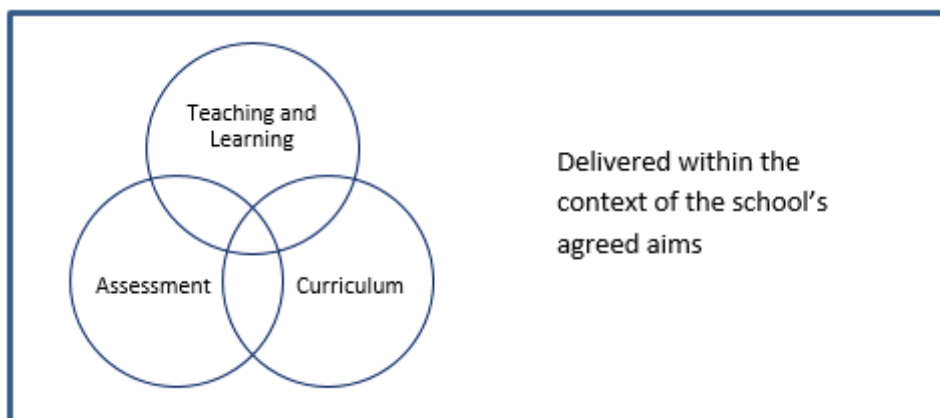 Teaching and
Learning
Assessment
Curriculum
Delivered within the
context of the school's
agreed aims